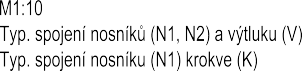 M1:10
Typ. spojení nosníků (N1, N2) a výtluku (V)
Typ. spojení nosníku (N1) krokve (K)